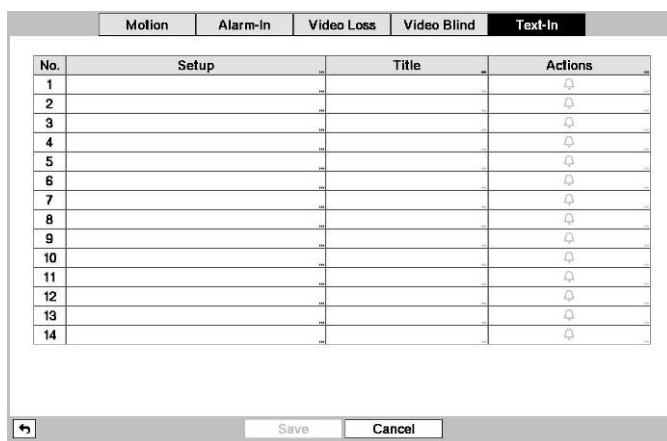 Motion Alarm-In Video Loss Video Blind Text-In
No. Setup ... Title ... Actions ...
1 ... ... ...
2 ... ... ...
3 ... ... ...
4 ... ... ...
5 ... ... ...
6 ... ... ...
7 ... ... ...
8 ... ... ...
9 ... ... ...
10 ... ... ...
11 ... ... ...
12 ... ... ...
13 ... ... ...
14 ... ... ...
Save Cancel